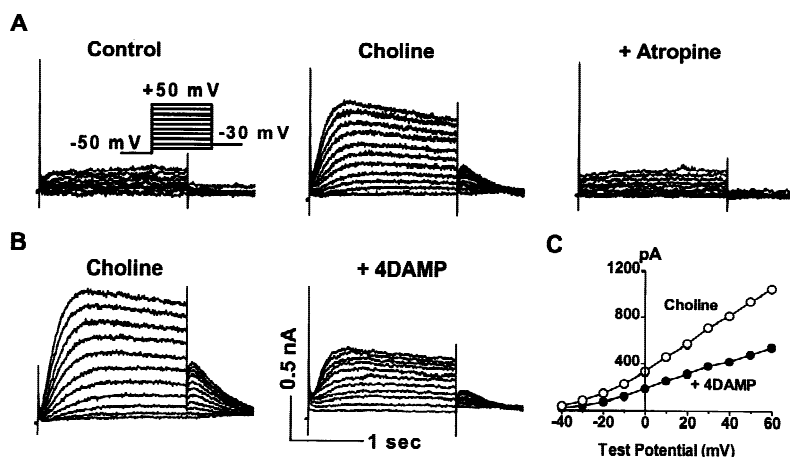 A
Control
Choline
+ Atropine
+50 mV
-50 mV
-30 mV
B
Choline
+ 4DAMP
0.5 nA
1 sec
C
pA
1200
800
400
Choline
+ 4DAMP
-40 -20 0 20 40 60
Test Potential (mV)